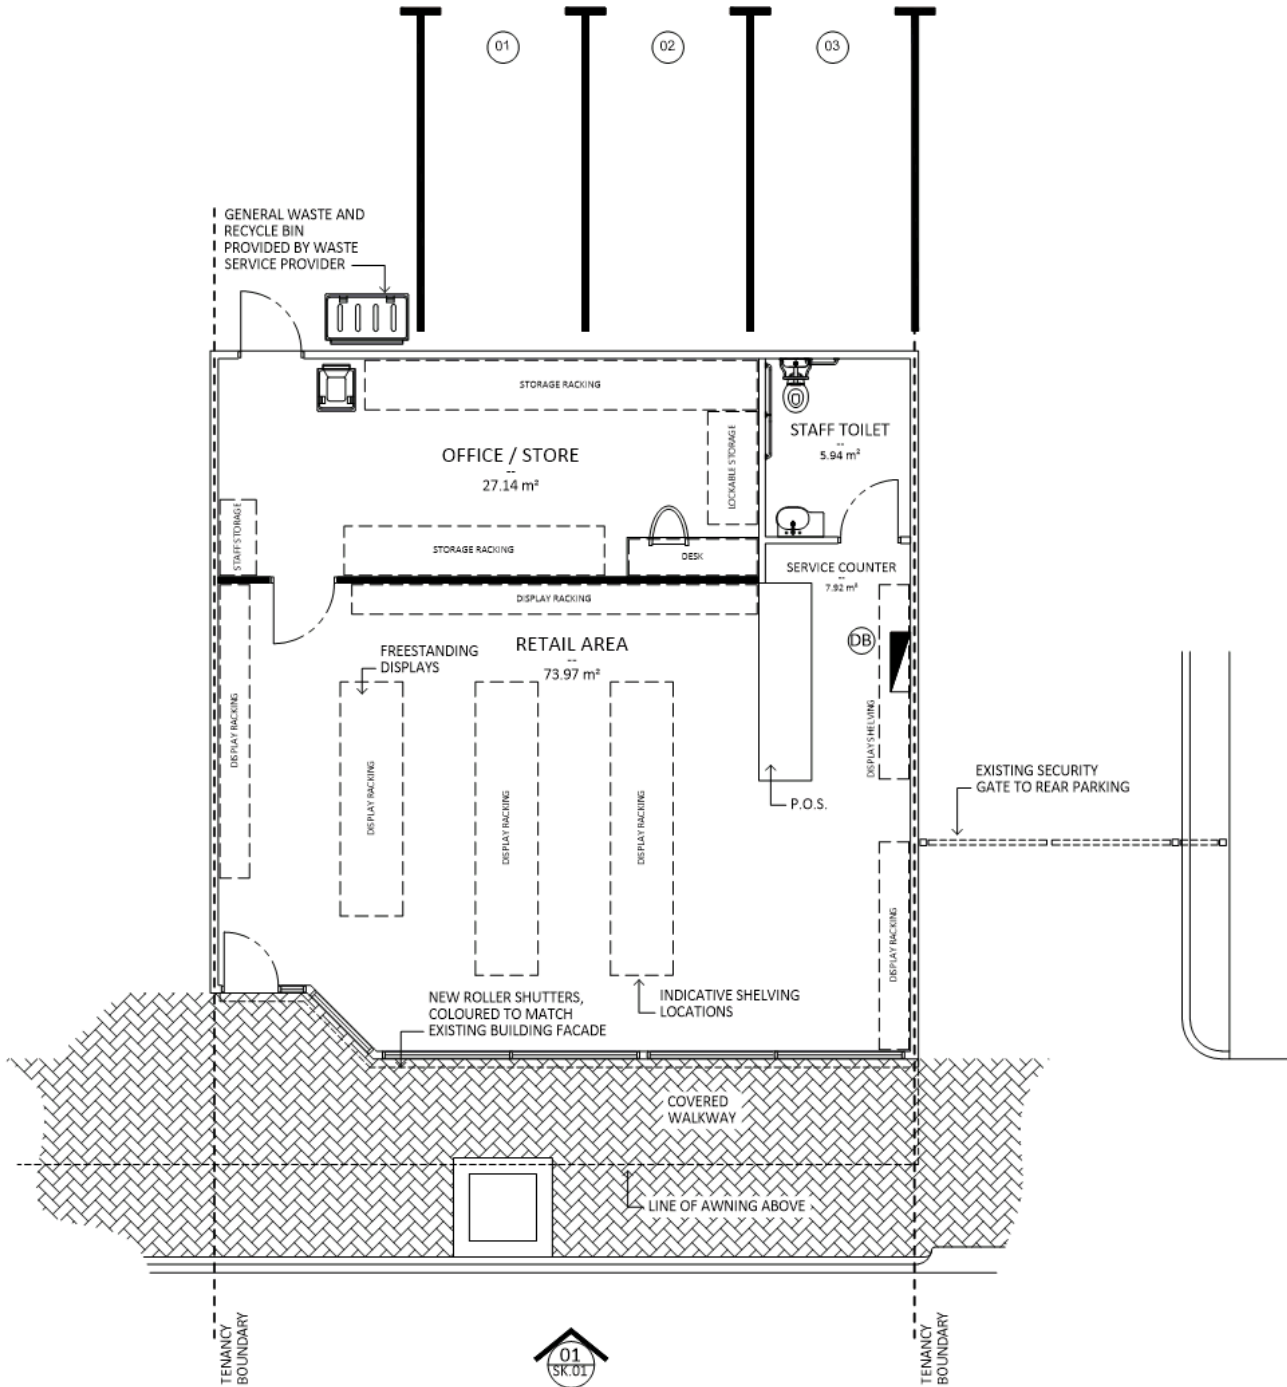 01
02
03
GENERAL WASTE AND
RECYCLE BIN
PROVIDED BY WASTE
SERVICE PROVIDER
STORAGE RACKING
STAFF TOILET
--
5.94 m²
OFFICE / STORE
--
27.14 m²
LOCKABLE STORAGE
STAFF STORAGE
STORAGE RACKING
DESK
SERVICE COUNTER
--
7.92 m²
DISPLAY RACKING
RETAIL AREA
--
73.97 m²
DB
FREESTANDING
DISPLAYS
DISPLAY RACKING
DISPLAY RACKING
DISPLAY RACKING
DISPLAY RACKING
DISPLAY SHELVING
P.O.S.
EXISTING SECURITY
GATE TO REAR PARKING
DISPLAY RACKING
NEW ROLLER SHUTTERS,
COLOURED TO MATCH
EXISTING BUILDING FACADE
INDICATIVE SHELVING
LOCATIONS
COVERED
WALKWAY
LINE OF AWNING ABOVE
TENANCY
BOUNDARY
01
SK.01
TENANCY
BOUNDARY